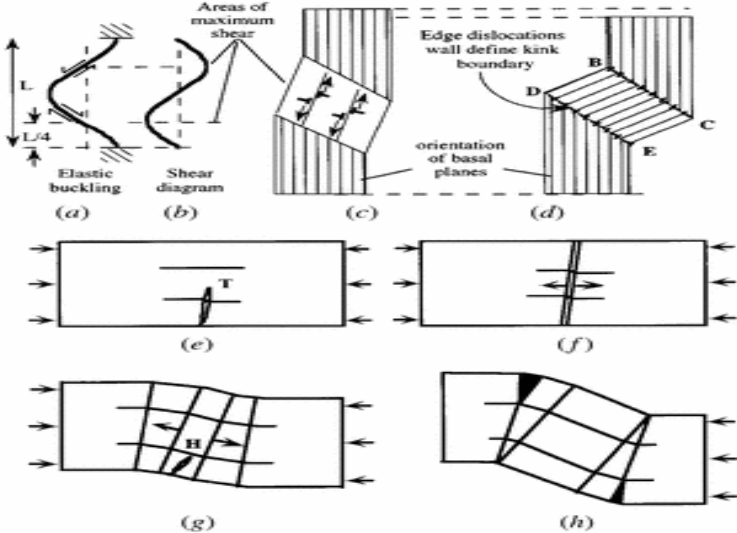 Areas of
maximum
shear
Edge dislocations
wall define kink
boundary
B
D
C
E
L
L/4
Elastic
buckling
Shear
diagram
orientation
of basal
planes
(a)
(b)
(c)
(d)
T
(e)
(f)
H
(g)
(h)